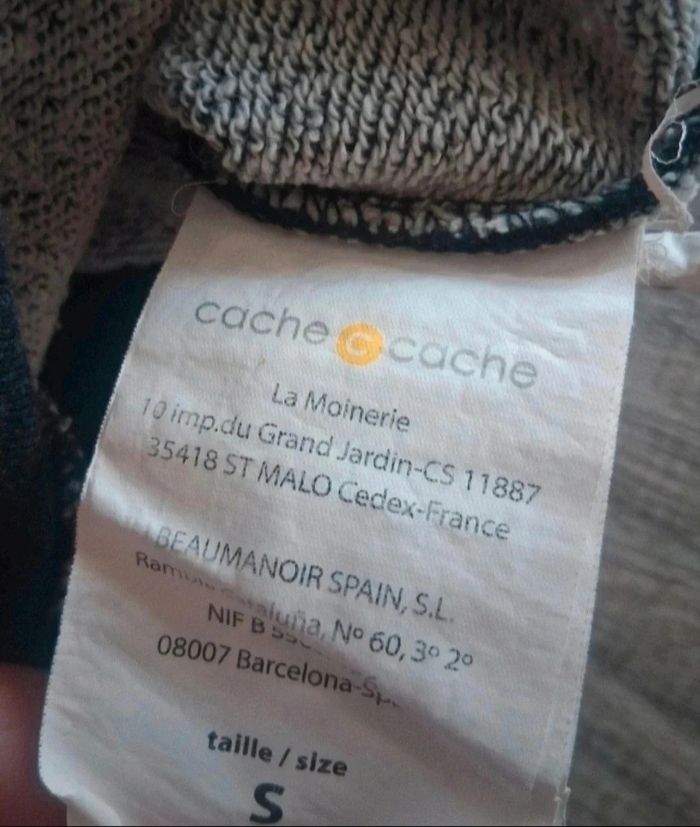 cache c cache
La Moinerie
10 imp.du Grand Jardin-CS 11887
35418 ST MALO Cedex-France
BEAUMANOIR SPAIN, S.L.
Nº 60, 3º 2º
NIF B
08007 Barcelona-
taille / size
S